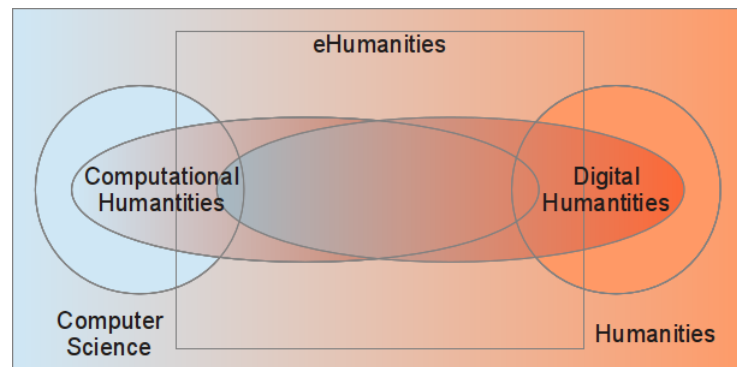 eHumanities
Computational
Humantities
Digital
Humantities
Computer
Science
Humanities